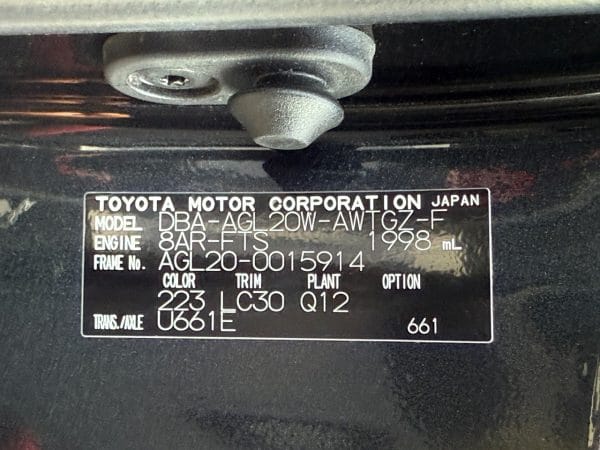 TOYOTA MOTOR CORPORATION JAPAN
MODEL DBA-AGL20W-AWTGZ-F
ENGINE 8AR-FTS 1998 mL
FRAME No. AGL20-0015914
COLOR TRIM PLANT OPTION
223 LC30 Q12
TRANS./AXLE U661E 661